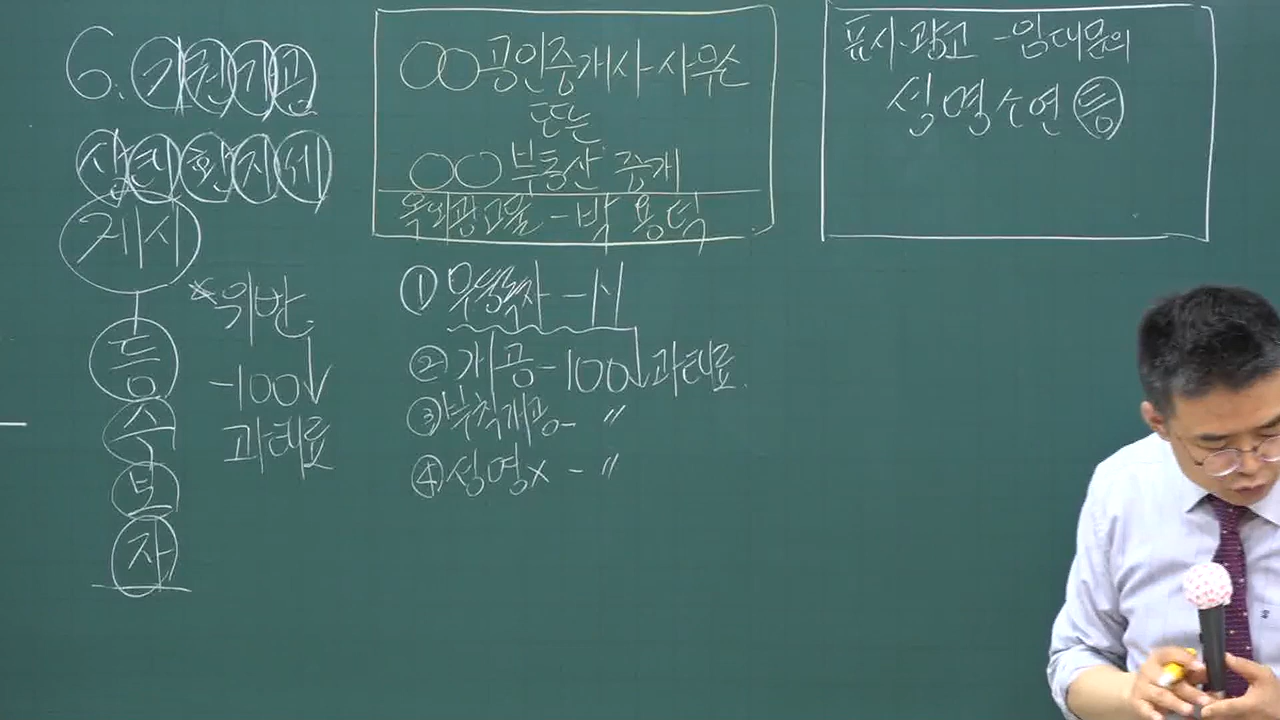 6. 기전기공
상티환지세
게시
등
수
보
자
*위반
-100↓
과태료
○○공인중개사사무소
또는
○○부동산중개
옥외광고물-박용덕
① 무등록자-1↓
② 개공-100↓과태료.
③ 부칙개공- 〃
④ 성명x - 〃
표시·광고-임대문의
성명소연등